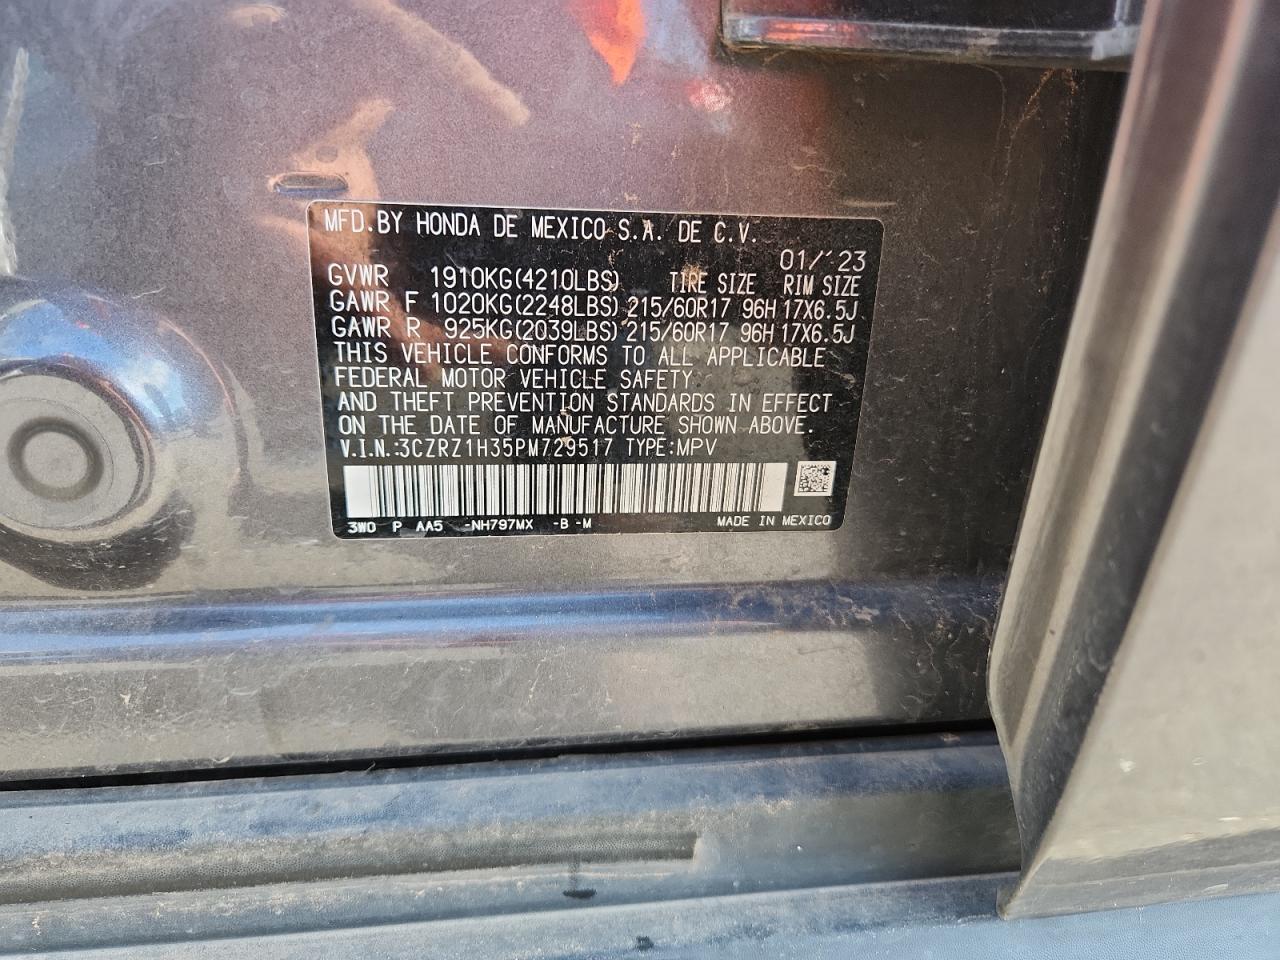 MFD.BY HONDA DE MEXICO S.A. DE C.V.
01/'23
GVWR 1910KG(4210LBS) TIRE SIZE RIM SIZE
GAWR F 1020KG(2248LBS) 215/60R17 96H 17X6.5J
GAWR R 925KG(2039LBS) 215/60R17 96H 17X6.5J
THIS VEHICLE CONFORMS TO ALL APPLICABLE
FEDERAL MOTOR VEHICLE SAFETY
AND THEFT PREVENTION STANDARDS IN EFFECT
ON THE DATE OF MANUFACTURE SHOWN ABOVE.
V.I.N.:3CZRZ1H35PM729517 TYPE:MPV
3W0 P AA5 -NH797MX -B -M MADE IN MEXICO